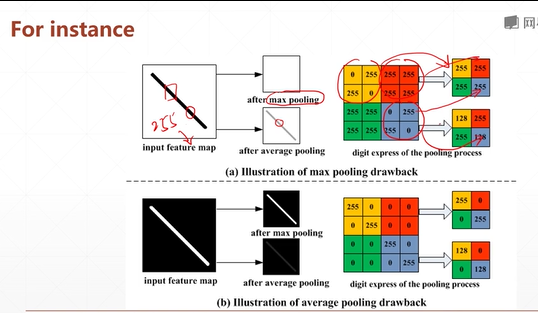 For instance
网
after max pooling
input feature map
after average pooling
255
0 255 255 255
255 0 255 255
255 255 0 255
255 255 255 0
255 255
255 255
128 255
255 128
digit express of the pooling process
(a) Illustration of max pooling drawback
input feature map
after max pooling
after average pooling
255 0 0 0
0 255 0 0
0 0 255 0
0 0 0 255
255 0
0 255
128 0
0 128
digit express of the pooling process
(b) Illustration of average pooling drawback